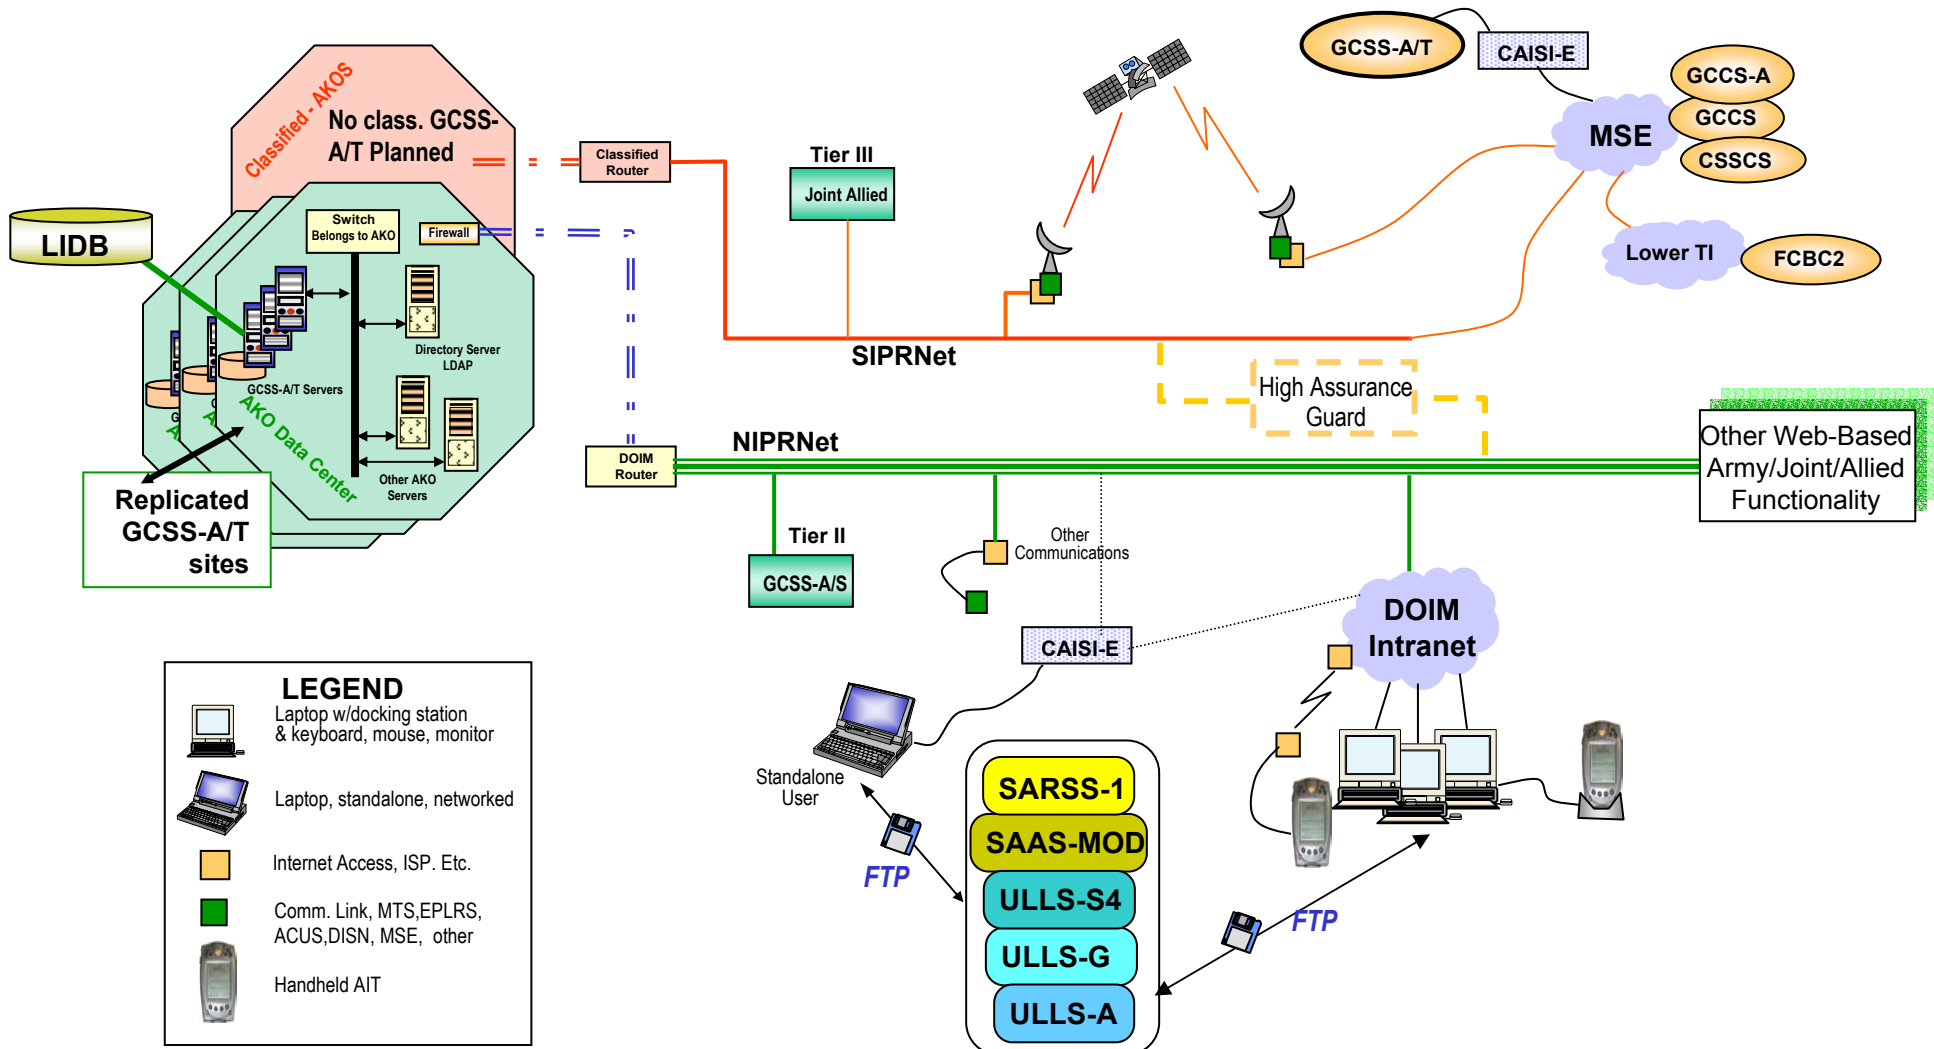 Classified - AKOS
No class. GCSS-
A/T Planned
LIDB
Switch
Belongs to AKO
Firewall
Directory Server
LDAP
GCSS-A/T Servers
Other AKO
Servers
AKO Data Center
G
A
G
A
Replicated
GCSS-A/T
sites
Classified
Router
DOIM
Router
Tier III
Joint Allied
SIPRNet
NIPRNet
High Assurance
Guard
GCSS-A/T
CAISI-E
GCCS-A
GCCS
CSSCS
MSE
Lower TI
FCBC2
Other Web-Based
Army/Joint/Allied
Functionality
Tier II
GCSS-A/S
Other
Communications
CAISI-E
DOIM
Intranet
Standalone
User
FTP
SARSS-1
SAAS-MOD
ULLS-S4
ULLS-G
ULLS-A
FTP
LEGEND
Laptop w/docking station
& keyboard, mouse, monitor
Laptop, standalone, networked
Internet Access, ISP. Etc.
Comm. Link, MTS,EPLRS,
ACUS,DISN, MSE, other
Handheld AIT